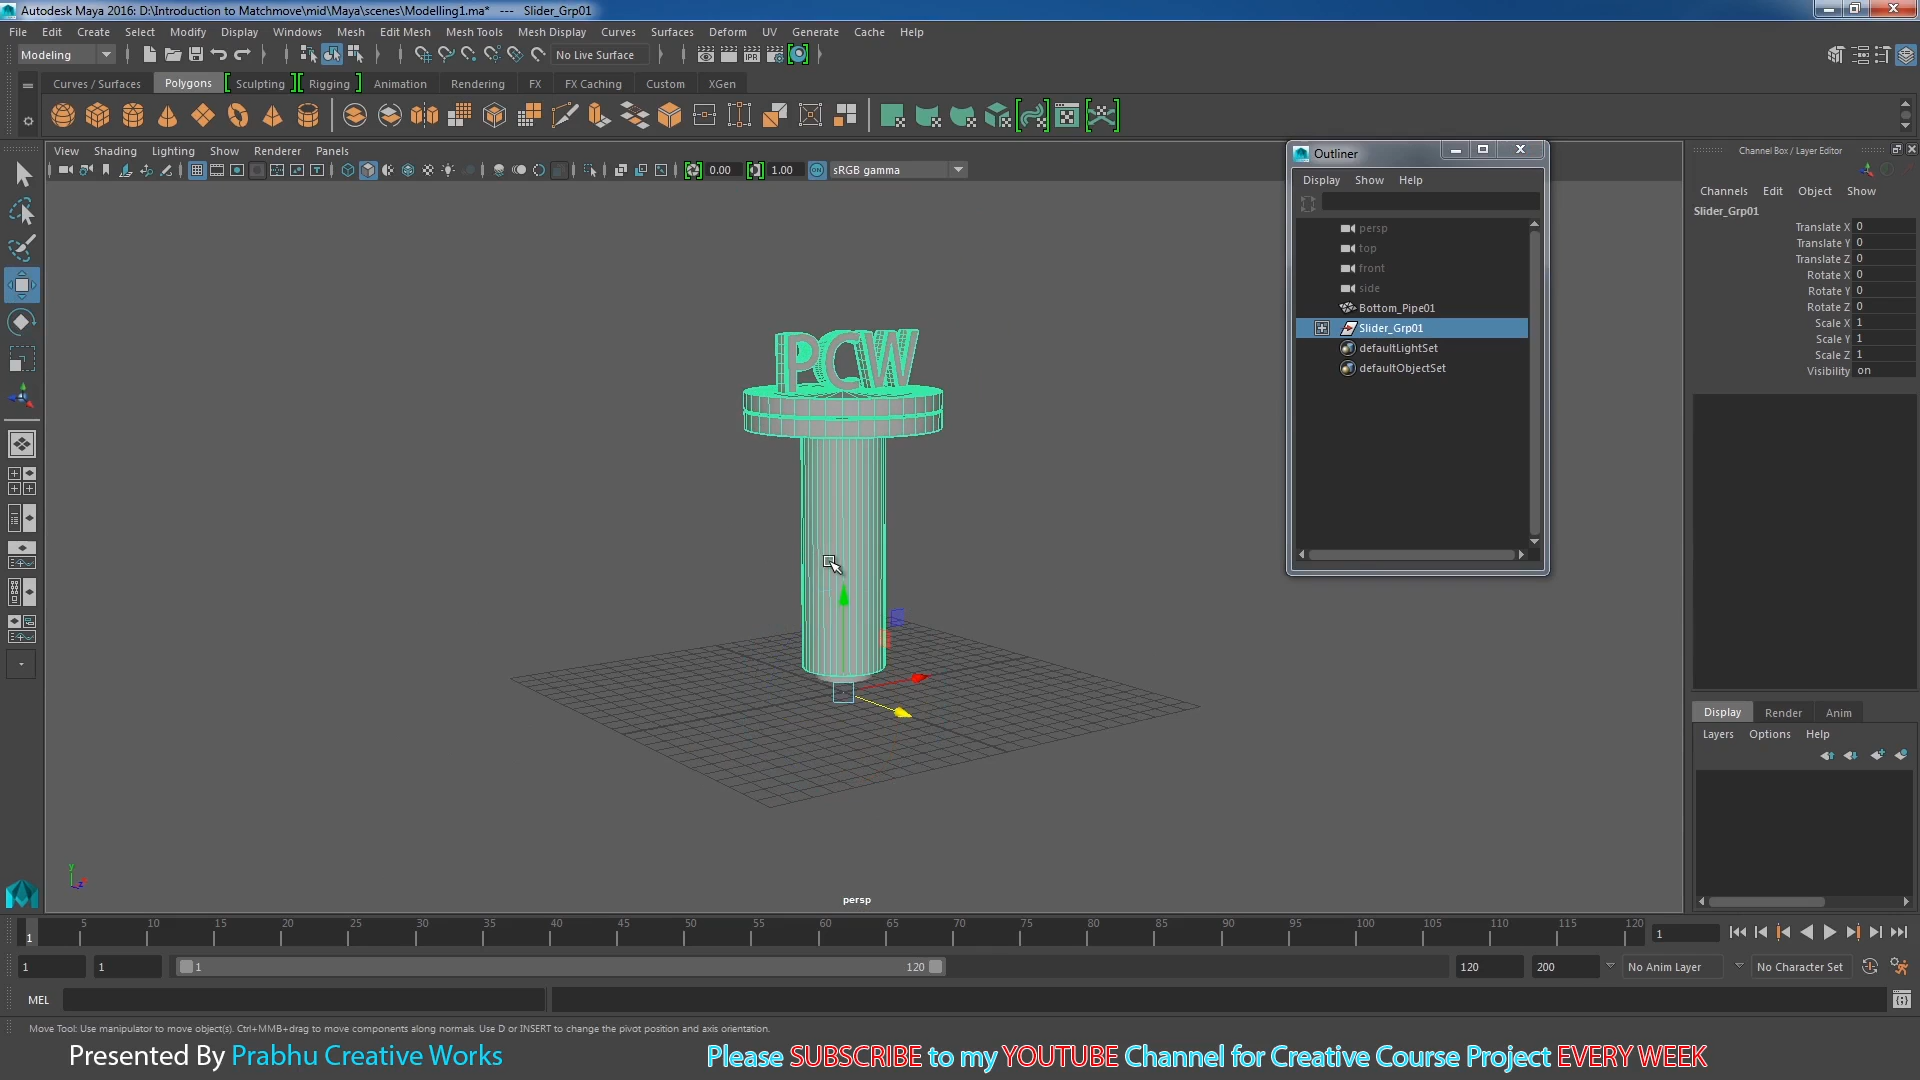 Autodesk Maya 2016: D:\Introduction to Matchmove\mid\Maya\scenes\Modelling1.ma* --- Slider_Grp01
File Edit Create Select Modify Display Windows Mesh Edit Mesh Mesh Tools Mesh Display Curves Surfaces Deform UV Generate Cache Help
Modeling No Live Surface
Curves / Surfaces Polygons Sculpting Rigging Animation Rendering FX FX Caching Custom XGen
View Shading Lighting Show Renderer Panels
0.00 1.00 sRGB gamma
Outliner
Display Show Help
persp
top
front
side
Bottom_Pipe01
Slider_Grp01
defaultLightSet
defaultObjectSet
Channel Box / Layer Editor
Channels Edit Object Show
Slider_Grp01
Translate X 0
Translate Y 0
Translate Z 0
Rotate X 0
Rotate Y 0
Rotate Z 0
Scale X 1
Scale Y 1
Scale Z 1
Visibility on
PCW
Display Render Anim
Layers Options Help
persp
1 5 10 15 20 25 30 35 40 45 50 55 60 65 70 75 80 85 90 95 100 105 110 115 120 1
1 1 1 120 120 200 No Anim Layer No Character Set
MEL
Move Tool: Use manipulator to move object(s). Ctrl+MMB+drag to move components along normals. Use D or INSERT to change the pivot position and axis orientation.
Presented By Prabhu Creative Works Please SUBSCRIBE to my YOUTUBE Channel for Creative Course Project EVERY WEEK